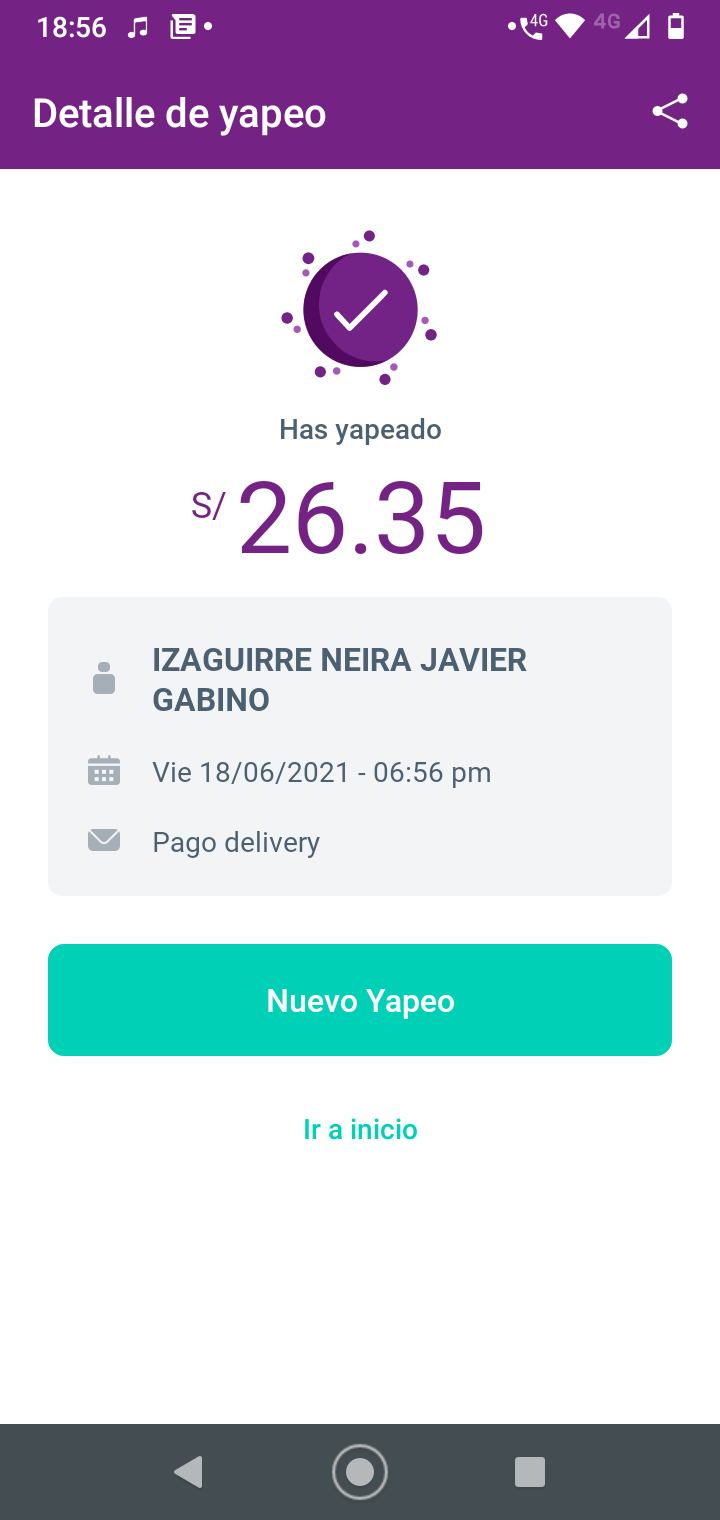 18:56
4G
4G
Detalle de yapeo
Has yapeado
S/ 26.35
IZAGUIRRE NEIRA JAVIER
GABINO
Vie 18/06/2021 - 06:56 pm
Pago delivery
Nuevo Yapeo
Ir a inicio